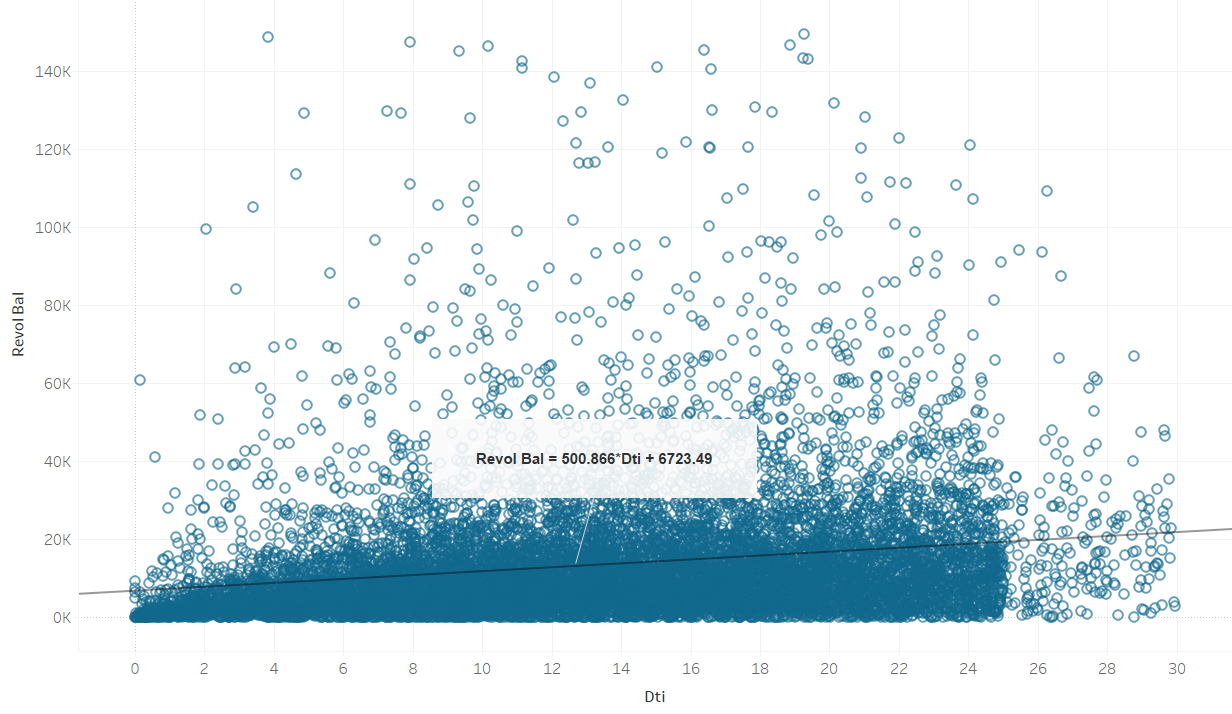 140K
120K
100K
80K
60K
40K
20K
0K
Revol Bal
Revol Bal = 500.866*Dti + 6723.49
0 2 4 6 8 10 12 14 16 18 20 22 24 26 28 30
Dti